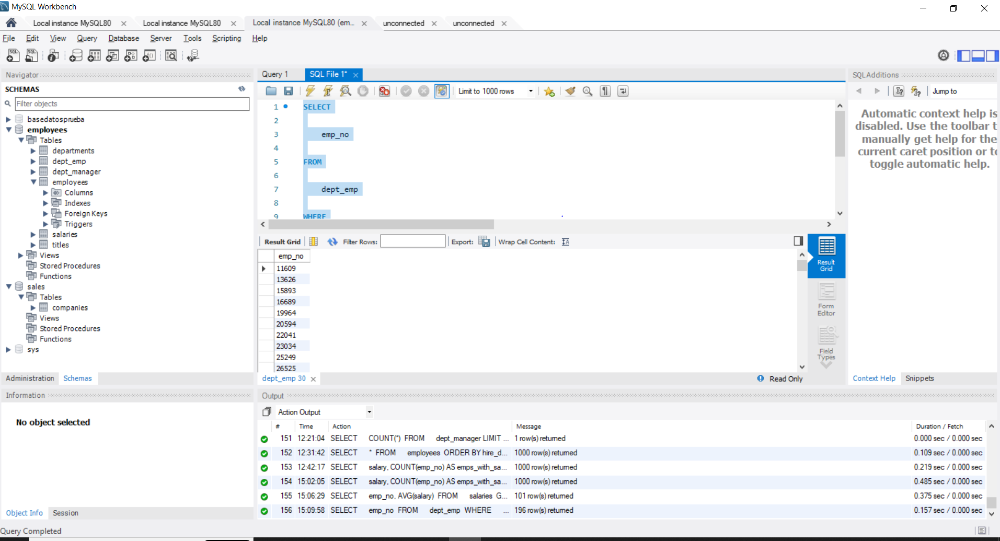 MySQL Workbench
Local instance MySQL80
Local instance MySQL80
Local instance MySQL80 (em...
unconnected
unconnected
File Edit View Query Database Server Tools Scripting Help
Navigator
SCHEMAS
Filter objects
basedatosprueba
employees
Tables
departments
dept_emp
dept_manager
employees
Columns
Indexes
Foreign Keys
Triggers
salaries
titles
Views
Stored Procedures
Functions
sales
Tables
companies
Views
Stored Procedures
Functions
sys
Administration Schemas
Information
No object selected
Object Info Session
Query 1 SQL File 1*
Limit to 1000 rows
1 SELECT
2
3 emp_no
4
5 FROM
6
7 dept_emp
8
9 WHERE
Result Grid Filter Rows: Export: Wrap Cell Content:
emp_no
11609
13626
15893
16689
19964
20594
22041
23034
25249
26525
Result
Grid
Form
Editor
Field
Types
dept_emp 30
Read Only
SQLAdditions
Jump to
Automatic context help is
disabled. Use the toolbar t
manually get help for the
current caret position or to
toggle automatic help.
Context Help Snippets
Output
Action Output
# Time Action Message Duration / Fetch
151 12:21:04 SELECT COUNT(*) FROM dept_manager LIMIT ... 1 row(s) returned 0.000 sec / 0.000 sec
152 12:31:42 SELECT * FROM employees ORDER BY hire_d... 1000 row(s) returned 0.109 sec / 0.000 sec
153 12:42:17 SELECT salary, COUNT(emp_no) AS emps_with_sa... 1000 row(s) returned 0.219 sec / 0.000 sec
154 15:02:05 SELECT salary, COUNT(emp_no) AS emps_with_sa... 1000 row(s) returned 0.485 sec / 0.000 sec
155 15:06:29 SELECT emp_no, AVG(salary) FROM salaries G... 101 row(s) returned 0.375 sec / 0.000 sec
156 15:09:58 SELECT emp_no FROM dept_emp WHERE ... 196 row(s) returned 0.157 sec / 0.000 sec
Query Completed